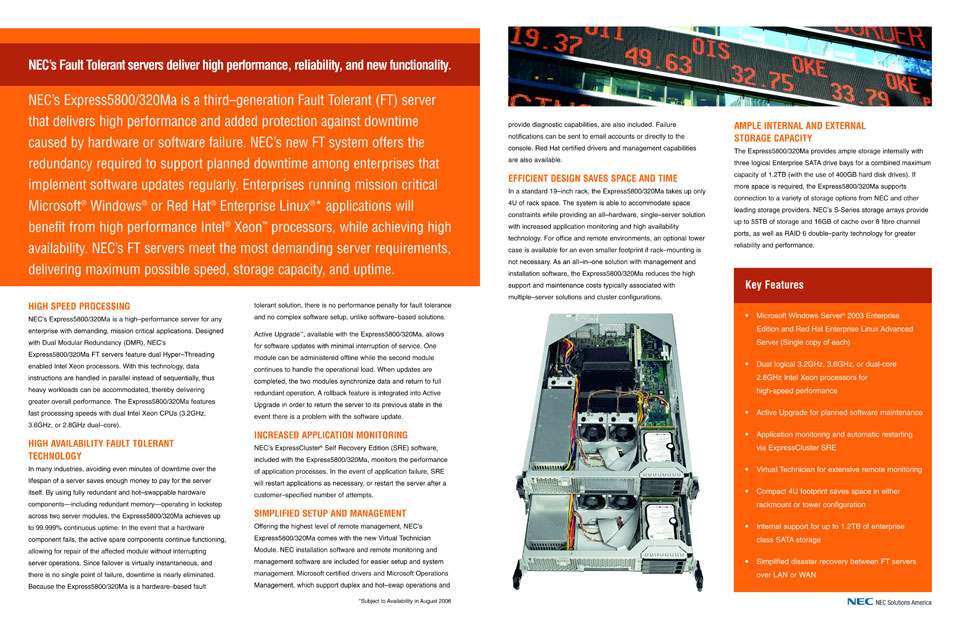 NEC's Fault Tolerant servers deliver high performance, reliability, and new functionality.
NEC's Express5800/320Ma is a third–generation Fault Tolerant (FT) server
that delivers high performance and added protection against downtime
caused by hardware or software failure. NEC's new FT system offers the
redundancy required to support planned downtime among enterprises that
implement software updates regularly. Enterprises running mission critical
Microsoft® Windows® or Red Hat® Enterprise Linux®* applications will
benefit from high performance Intel® Xeon™ processors, while achieving high
availability. NEC's FT servers meet the most demanding server requirements,
delivering maximum possible speed, storage capacity, and uptime.
HIGH SPEED PROCESSING
NEC's Express5800/320Ma is a high–performance server for any
enterprise with demanding, mission critical applications. Designed
with Dual Modular Redundancy (DMR), NEC's
Express5800/320Ma FT servers feature dual Hyper–Threading
enabled Intel Xeon processors. With this technology, data
instructions are handled in parallel instead of sequentially, thus
heavy workloads can be accommodated, thereby delivering
greater overall performance. The Express5800/320Ma features
fast processing speeds with dual Intel Xeon CPUs (3.2GHz,
3.6GHz, or 2.8GHz dual–core).
HIGH AVAILABILITY FAULT TOLERANT
TECHNOLOGY
In many industries, avoiding even minutes of downtime over the
lifespan of a server saves enough money to pay for the server
itself. By using fully redundant and hot–swappable hardware
components—including redundant memory—operating in lockstep
across two server modules, the Express5800/320Ma achieves up
to 99.999% continuous uptime. In the event that a hardware
component fails, the active spare components continue functioning,
allowing for repair of the affected module without interrupting
server operations. Since failover is virtually instantaneous, and
there is no single point of failure, downtime is nearly eliminated.
Because the Express5800/320Ma is a hardware–based fault
tolerant solution, there is no performance penalty for fault tolerance
and no complex software setup, unlike software–based solutions.
Active Upgrade™, available with the Express5800/320Ma, allows
for software updates with minimal interruption of service. One
module can be administered offline while the second module
continues to handle the operational load. When updates are
completed, the two modules synchronize data and return to full
redundant operation. A rollback feature is integrated into Active
Upgrade in order to return the server to its previous state in the
event there is a problem with the software update.
INCREASED APPLICATION MONITORING
NEC's ExpressCluster® Self Recovery Edition (SRE) software,
included with the Express5800/320Ma, monitors the performance
of application processes. In the event of application failure, SRE
will restart applications as necessary, or restart the server after a
customer–specified number of attempts.
SIMPLIFIED SETUP AND MANAGEMENT
Offering the highest level of remote management, NEC's
Express5800/320Ma comes with the new Virtual Technician
Module. NEC installation software and remote monitoring and
management software are included for easier setup and system
management. Microsoft certified drivers and Microsoft Operations
Management, which support duplex and hot–swap operations and
*Subject to Availability in August 2006
19.37
OII
49.63
OIS
32.75
OKE
33.79
ORDER
OKE
provide diagnostic capabilities, are also included. Failure
notifications can be sent to email accounts or directly to the
console. Red Hat certified drivers and management capabilities
are also available.
EFFICIENT DESIGN SAVES SPACE AND TIME
In a standard 19–inch rack, the Express5800/320Ma takes up only
4U of rack space. The system is able to accommodate space
constraints while providing an all–hardware, single–server solution
with increased application monitoring and high availability
technology. For office and remote environments, an optional tower
case is available for an even smaller footprint if rack–mounting is
not necessary. As an all–in–one solution with management and
installation software, the Express5800/320Ma reduces the high
support and maintenance costs typically associated with
multiple–server solutions and cluster configurations.
AMPLE INTERNAL AND EXTERNAL
STORAGE CAPACITY
The Express5800/320Ma provides ample storage internally with
three logical Enterprise SATA drive bays for a combined maximum
capacity of 1.2TB (with the use of 400GB hard disk drives). If
more space is required, the Express5800/320Ma supports
connection to a variety of storage options from NEC and other
leading storage providers. NEC's S-Series storage arrays provide
up to 55TB of storage and 16GB of cache over 8 fibre channel
ports, as well as RAID 6 double–parity technology for greater
reliability and performance.
Key Features
• Microsoft Windows Server® 2003 Enterprise
Edition and Red Hat Enterprise Linux Advanced
Server (Single copy of each)
• Dual logical 3.2GHz, 3.6GHz, or dual-core
2.8GHz Intel Xeon processors for
high-speed performance
• Active Upgrade for planned software maintenance
• Application monitoring and automatic restarting
via ExpressCluster SRE
• Virtual Technician for extensive remote monitoring
• Compact 4U footprint saves space in either
rackmount or tower configuration
• Internal support for up to 1.2TB of enterprise
class SATA storage
• Simplified disaster recovery between FT servers
over LAN or WAN
NEC NEC Solutions America